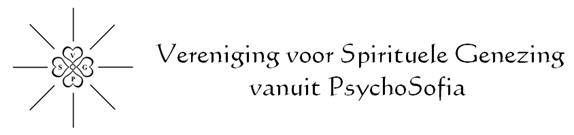 V
S G
P
Vereniging voor Spirituele Genezing
vanuit PsychoSofia